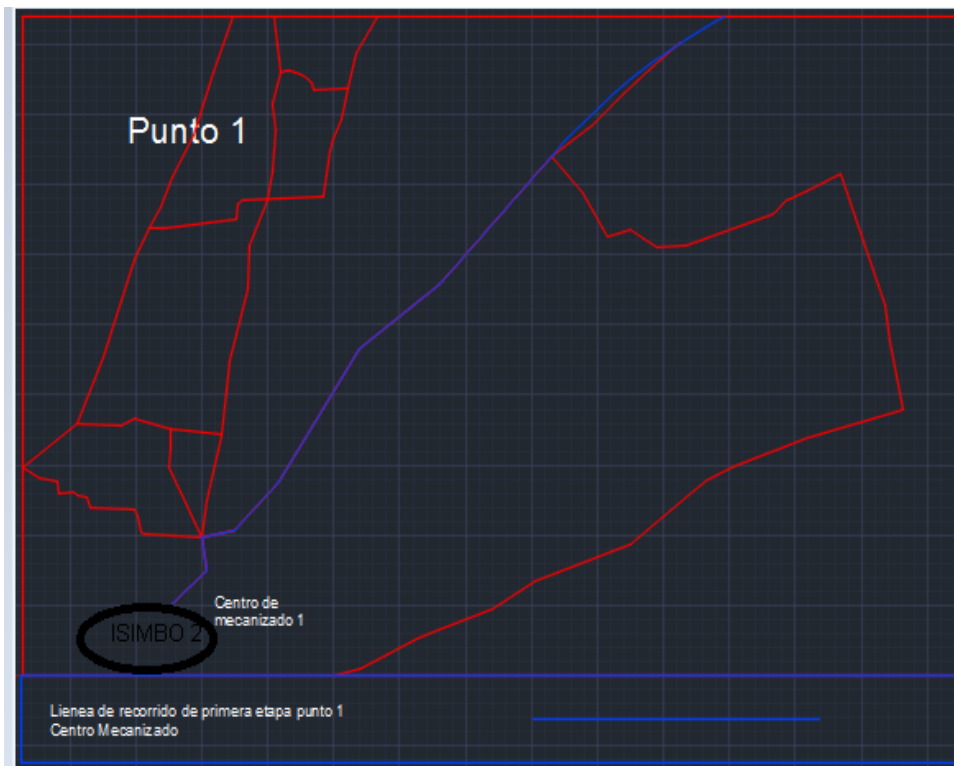 Punto 1
Centro de
mecanizado 1
ISIMBO 2
Lienea de recorrido de primera etapa punto 1
Centro Mecanizado